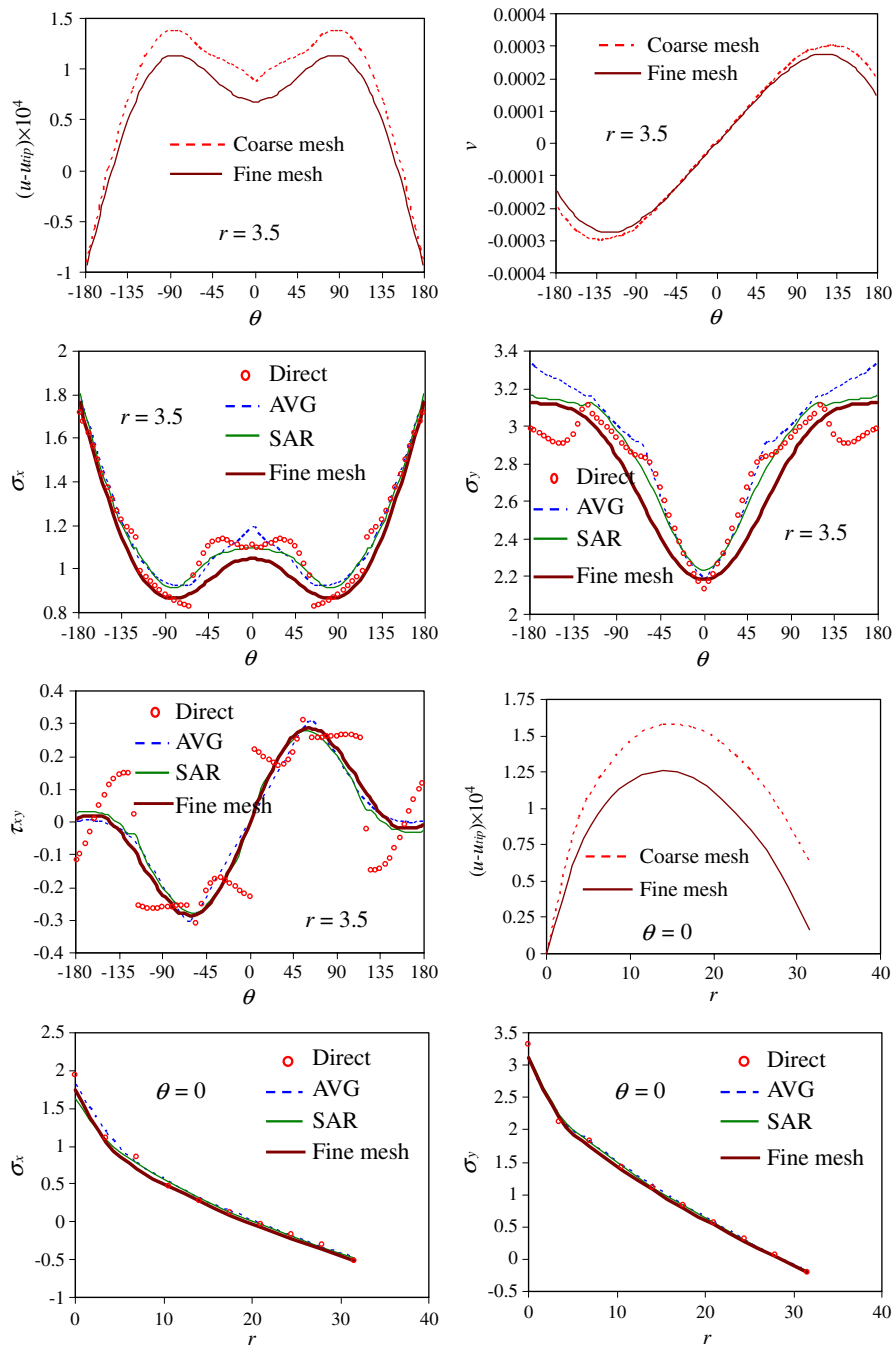 1.5
1
0.5
0
-0.5
-1
(u-u_tip)×10^4
Coarse mesh
Fine mesh
r = 3.5
-180 -135 -90 -45 0 45 90 135 180
θ
0.0004
0.0003
0.0002
0.0001
0
-0.0001
-0.0002
-0.0003
-0.0004
v
Coarse mesh
Fine mesh
r = 3.5
-180 -135 -90 -45 0 45 90 135 180
θ
2
1.8
1.6
1.4
1.2
1
0.8
σ_x
r = 3.5
Direct
AVG
SAR
Fine mesh
-180 -135 -90 -45 0 45 90 135 180
θ
3.4
3.2
3
2.8
2.6
2.4
2.2
2
σ_y
Direct
AVG
SAR
Fine mesh
r = 3.5
-180 -135 -90 -45 0 45 90 135 180
θ
0.4
0.3
0.2
0.1
0
-0.1
-0.2
-0.3
-0.4
τ_xy
Direct
AVG
SAR
Fine mesh
r = 3.5
-180 -135 -90 -45 0 45 90 135 180
θ
1.75
1.5
1.25
1
0.75
0.5
0.25
0
(u-u_tip)×10^4
Coarse mesh
Fine mesh
θ = 0
0 10 20 30 40
r
2.5
2
1.5
1
0.5
0
-0.5
-1
σ_x
θ = 0
Direct
AVG
SAR
Fine mesh
0 10 20 30 40
r
3.5
3
2.5
2
1.5
1
0.5
0
-0.5
σ_y
θ = 0
Direct
AVG
SAR
Fine mesh
0 10 20 30 40
r